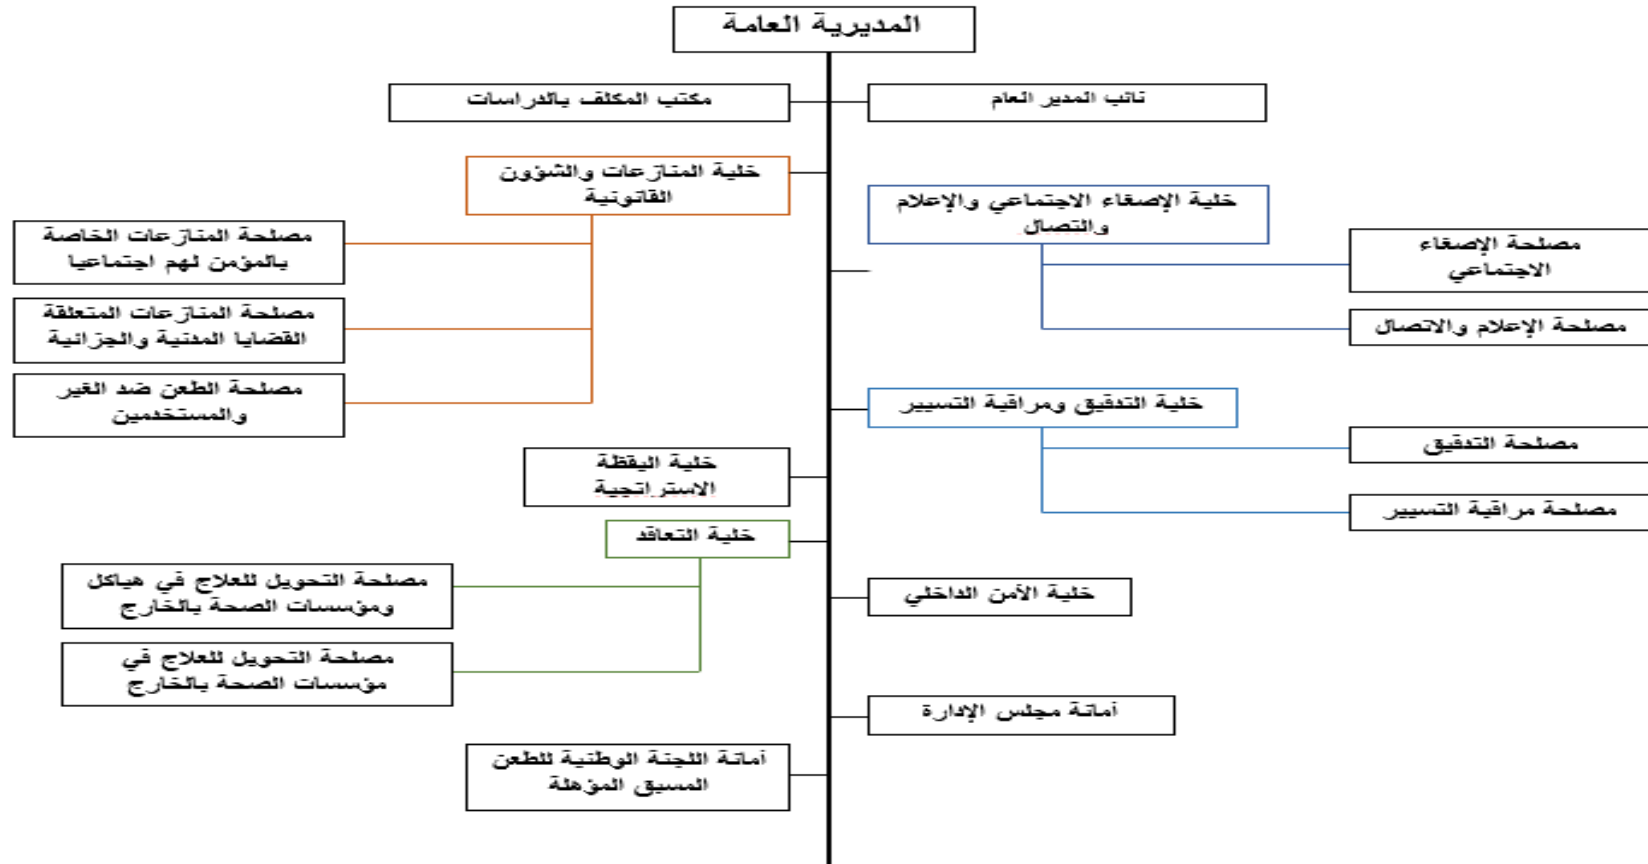 المديرية العامة
نائب المدير العام
مكتب المكلف بالدراسات
خلية المنازعات والشؤون
القانونية
خلية الإصغاء الاجتماعي والإعلام
والتصال
مصلحة المنازعات الخاصة
بالمؤمن لهم اجتماعيا
مصلحة الإصغاء
الاجتماعي
مصلحة المنازعات المتعلقة
القضايا المدنية والجزائية
مصلحة الإعلام والاتصال
مصلحة الطعن ضد الغير
والمستخدمين
خلية التدقيق ومراقبة التسيير
مصلحة التدقيق
خلية اليقظة
الاستراتجية
مصلحة مراقبة التسيير
خلية التعاقد
مصلحة التحويل للعلاج في هياكل
ومؤسسات الصحة بالخارج
خلية الأمن الداخلي
مصلحة التحويل للعلاج في
مؤسسات الصحة بالخارج
أمانة مجلس الإدارة
أمانة اللجنة الوطنية للطعن
المسبق المؤهلة